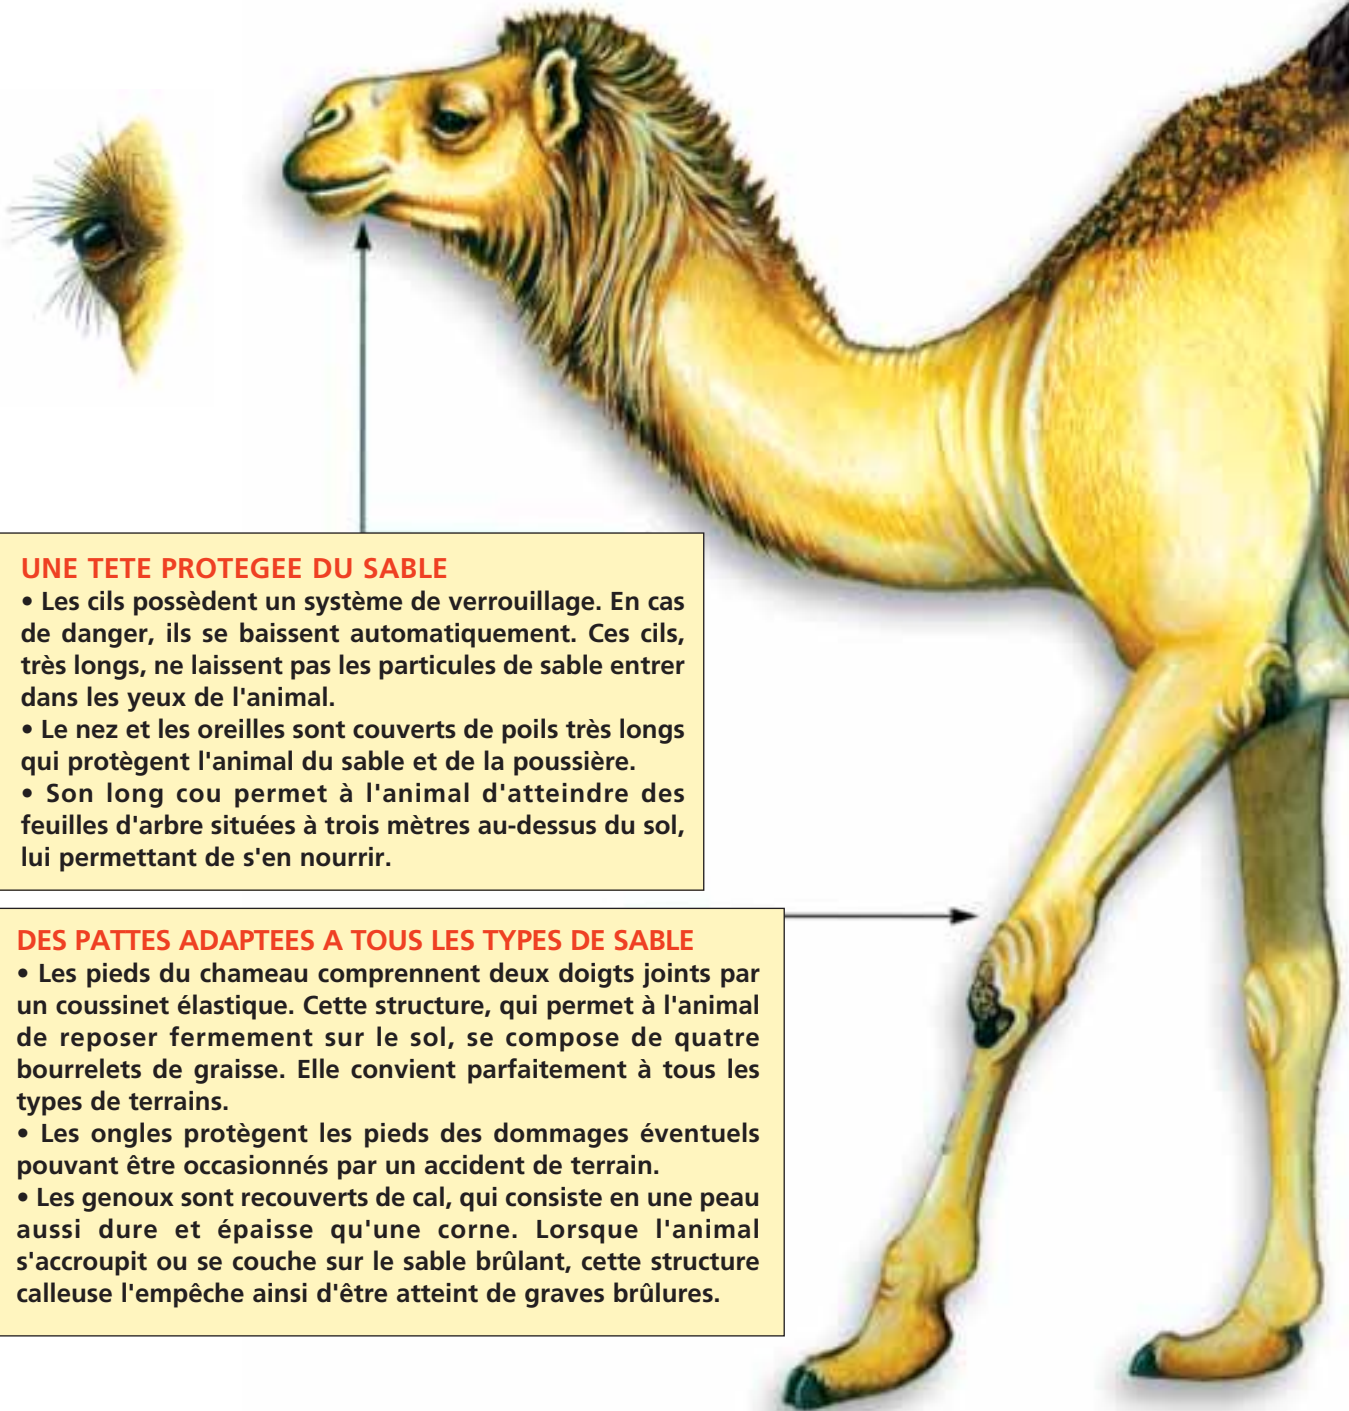 UNE TETE PROTEGEE DU SABLE
• Les cils possèdent un système de verrouillage. En cas
de danger, ils se baissent automatiquement. Ces cils,
très longs, ne laissent pas les particules de sable entrer
dans les yeux de l'animal.
• Le nez et les oreilles sont couverts de poils très longs
qui protègent l'animal du sable et de la poussière.
• Son long cou permet à l'animal d'atteindre des
feuilles d'arbre situées à trois mètres au-dessus du sol,
lui permettant de s'en nourrir.
DES PATTES ADAPTEES A TOUS LES TYPES DE SABLE
• Les pieds du chameau comprennent deux doigts joints par
un coussinet élastique. Cette structure, qui permet à l'animal
de reposer fermement sur le sol, se compose de quatre
bourrelets de graisse. Elle convient parfaitement à tous les
types de terrains.
• Les ongles protègent les pieds des dommages éventuels
pouvant être occasionnés par un accident de terrain.
• Les genoux sont recouverts de cal, qui consiste en une peau
aussi dure et épaisse qu'une corne. Lorsque l'animal
s'accroupit ou se couche sur le sable brûlant, cette structure
calleuse l'empêche ainsi d'être atteint de graves brûlures.